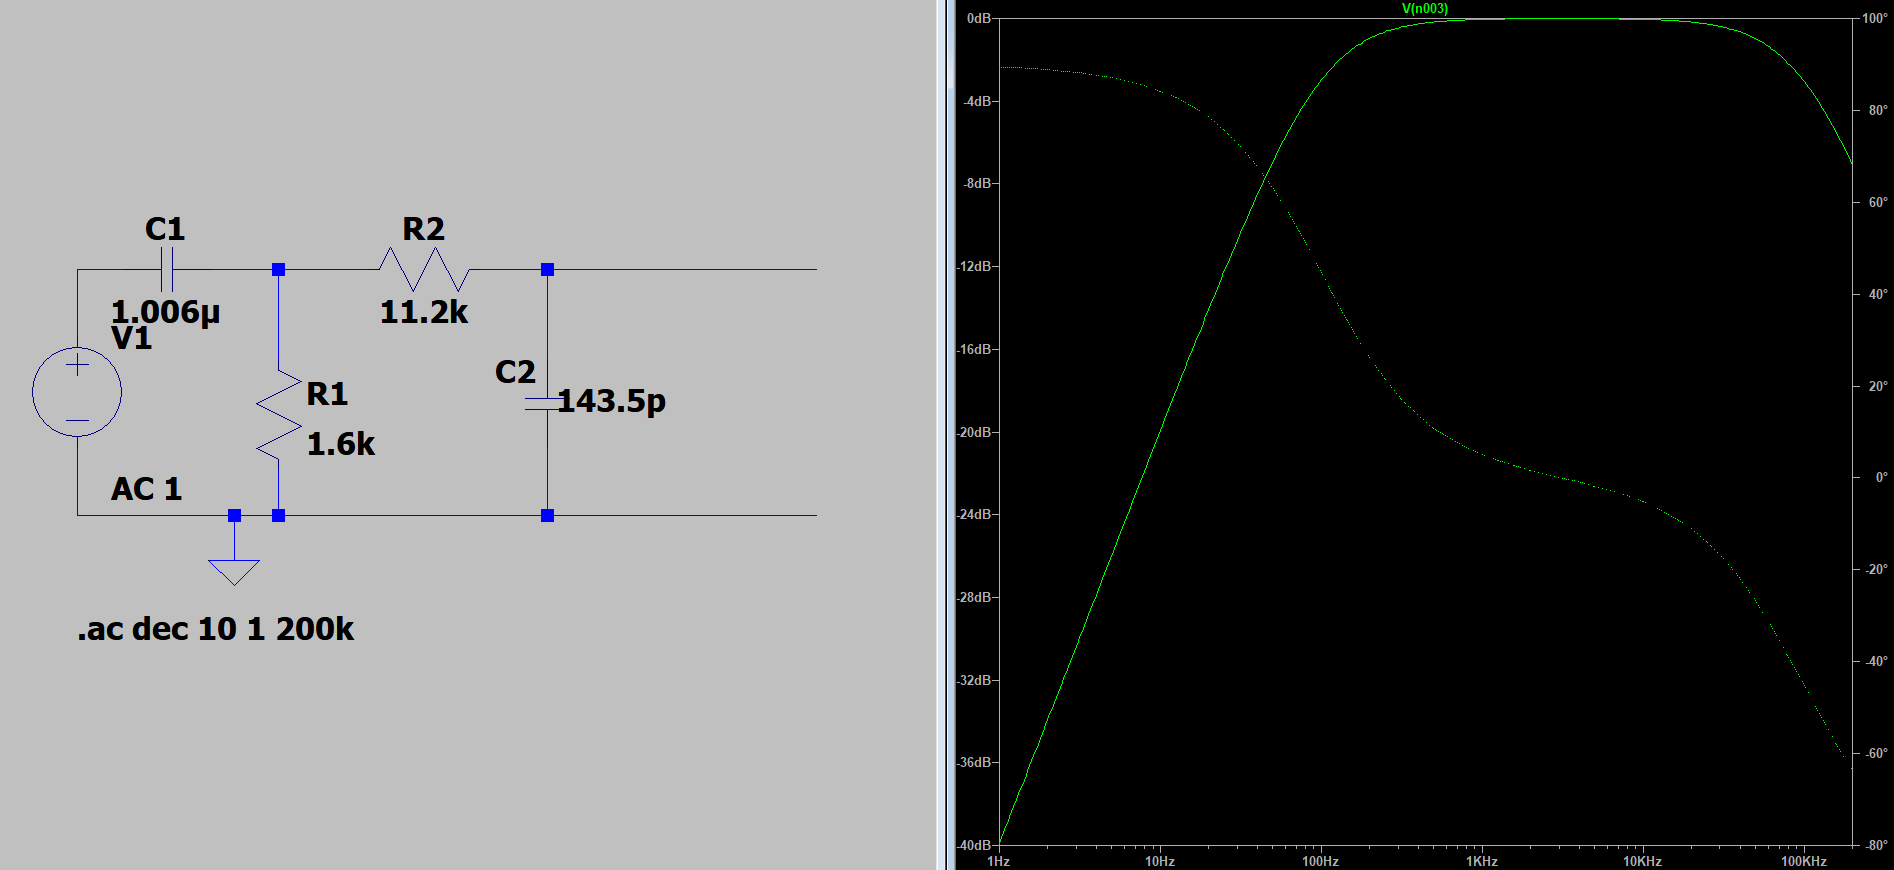 C1
1.006µ
V1
R2
11.2k
R1
1.6k
C2
143.5p
AC 1
.ac dec 10 1 200k
V(n003)
0dB
-4dB
-8dB
-12dB
-16dB
-20dB
-24dB
-28dB
-32dB
-36dB
-40dB
100°
80°
60°
40°
20°
0°
-20°
-40°
-60°
-80°
1Hz
10Hz
100Hz
1KHz
10KHz
100KHz